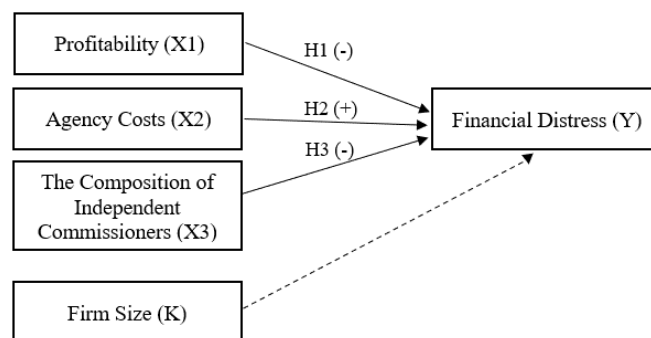 Profitability (X1)
H1 (-)
Agency Costs (X2)
H2 (+)
Financial Distress (Y)
H3 (-)
The Composition of
Independent
Commissioners (X3)
Firm Size (K)